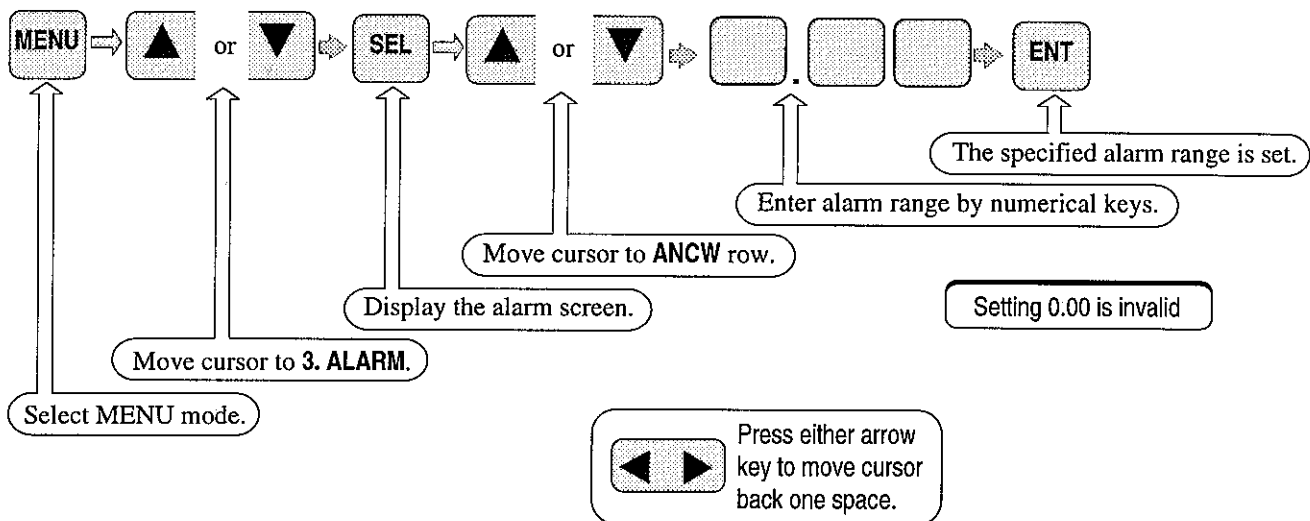 MENU or SEL or . ENT
The specified alarm range is set.
Enter alarm range by numerical keys.
Move cursor to ANCW row.
Display the alarm screen.
Setting 0.00 is invalid
Move cursor to 3. ALARM.
Select MENU mode.
Press either arrow
key to move cursor
back one space.